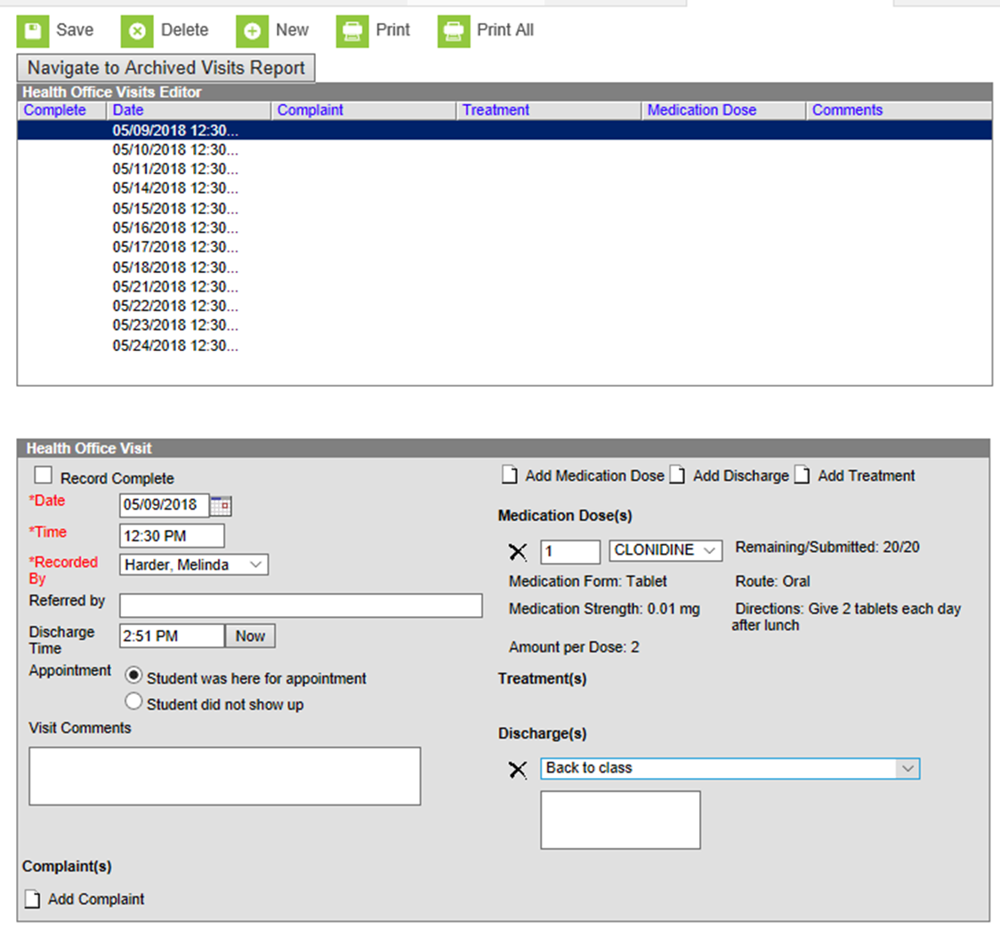 Save Delete New Print Print All
Navigate to Archived Visits Report
Health Office Visits Editor
Complete Date Complaint Treatment Medication Dose Comments
05/09/2018 12:30...
05/10/2018 12:30...
05/11/2018 12:30...
05/14/2018 12:30...
05/15/2018 12:30...
05/16/2018 12:30...
05/17/2018 12:30...
05/18/2018 12:30...
05/21/2018 12:30...
05/22/2018 12:30...
05/23/2018 12:30...
05/24/2018 12:30...
Health Office Visit
Record Complete
*Date 05/09/2018
*Time 12:30 PM
*Recorded
By
Harder, Melinda
Referred by
Discharge
Time
2:51 PM Now
Appointment
Student was here for appointment
Student did not show up
Visit Comments
Complaint(s)
Add Complaint
Add Medication Dose Add Discharge Add Treatment
Medication Dose(s)
1 CLONIDINE Remaining/Submitted: 20/20
Medication Form: Tablet Route: Oral
Medication Strength: 0.01 mg Directions: Give 2 tablets each day
after lunch
Amount per Dose: 2
Treatment(s)
Discharge(s)
Back to class